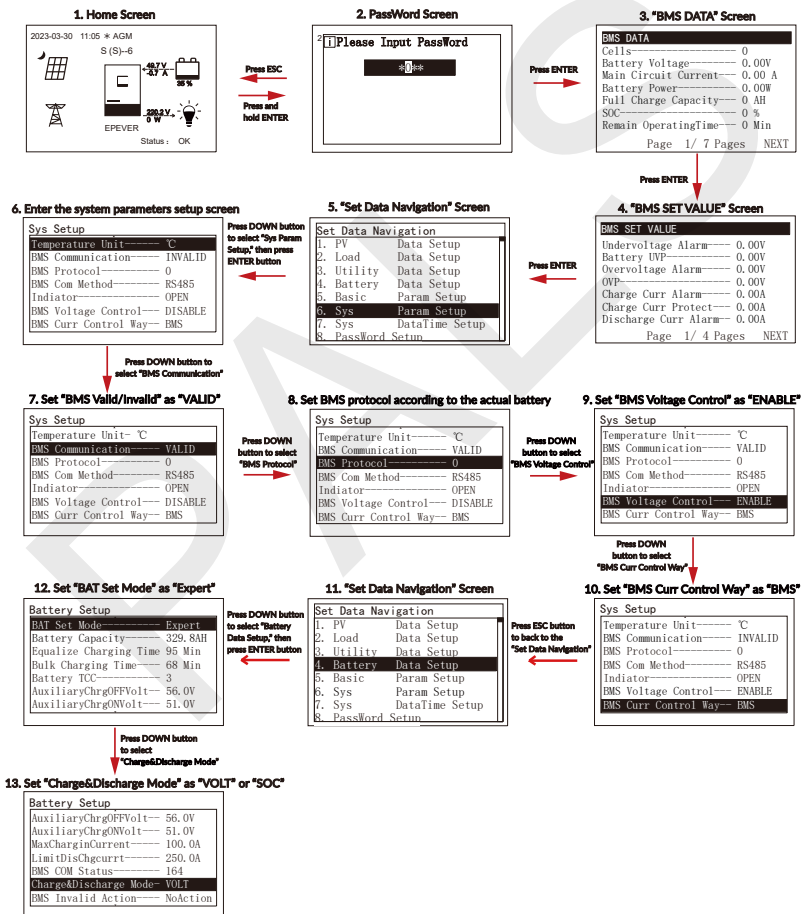 1. Home Screen
2023-03-30 11:05 ✳ AGM
S (S)--6
49.7 V
-0.7 A
35 %
220.2 V
0 W
EPEVER
Status : OK
Press ESC
Press and
hold ENTER
2. PassWord Screen
2 i Please Input PassWord
*0**
Press ENTER
3. "BMS DATA" Screen
BMS DATA
Cells------------------ 0
Battery Voltage-------- 0.00V
Main Circuit Current--- 0.00 A
Battery Power---------- 0.00W
Full Charge Capacity--- 0 AH
SOC-------------------- 0 %
Remain OperatingTime--- 0 Min
Page 1/ 7 Pages NEXT
Press ENTER
4. "BMS SET VALUE" Screen
BMS SET VALUE
Undervoltage Alarm---- 0.00V
Battery UVP----------- 0.00V
Overvoltage Alarm----- 0.00V
OVP------------------- 0.00V
Charge Curr Alarm----- 0.00A
Charge Curr Protect--- 0.00A
Discharge Curr Alarm-- 0.00A
Page 1/ 4 Pages NEXT
Press ENTER
5. "Set Data Navigation" Screen
Set Data Navigation
1. PV Data Setup
2. Load Data Setup
3. Utility Data Setup
4. Battery Data Setup
5. Basic Param Setup
6. Sys Param Setup
7. Sys DataTime Setup
8. PassWord Setup
Press DOWN button
to select "Sys Param
Setup," then press
ENTER button
6. Enter the system parameters setup screen
Sys Setup
Temperature Unit------ ℃
BMS Communication----- INVALID
BMS Protocol---------- 0
BMS Com Method-------- RS485
Indiator-------------- OPEN
BMS Voltage Control--- DISABLE
BMS Curr Control Way-- BMS
Press DOWN button to
select "BMS Communication"
7. Set "BMS Valid/Invalid" as "VALID"
Sys Setup
Temperature Unit- ℃
BMS Communication----- VALID
BMS Protocol---------- 0
BMS Com Method-------- RS485
Indiator-------------- OPEN
BMS Voltage Control--- DISABLE
BMS Curr Control Way-- BMS
Press DOWN
button to select
"BMS Protocol"
8. Set BMS protocol according to the actual battery
Sys Setup
Temperature Unit------ ℃
BMS Communication----- VALID
BMS Protocol---------- 0
BMS Com Method-------- RS485
Indiator-------------- OPEN
BMS Voltage Control--- DISABLE
BMS Curr Control Way-- BMS
Press DOWN
button to select
"BMS Voltage Control"
9. Set "BMS Voltage Control" as "ENABLE"
Sys Setup
Temperature Unit------ ℃
BMS Communication----- VALID
BMS Protocol---------- 0
BMS Com Method-------- RS485
Indiator-------------- OPEN
BMS Voltage Control--- ENABLE
BMS Curr Control Way-- BMS
Press DOWN
button to select
"BMS Curr Control Way"
10. Set "BMS Curr Control Way" as "BMS"
Sys Setup
Temperature Unit------ ℃
BMS Communication----- INVALID
BMS Protocol---------- 0
BMS Com Method-------- RS485
Indiator-------------- OPEN
BMS Voltage Control--- ENABLE
BMS Curr Control Way-- BMS
Press ESC button
to back to the
"Set Data Navigation"
11. "Set Data Navigation" Screen
Set Data Navigation
1. PV Data Setup
2. Load Data Setup
3. Utility Data Setup
4. Battery Data Setup
5. Basic Param Setup
6. Sys Param Setup
7. Sys DataTime Setup
8. PassWord Setup
Press DOWN button
to select "Battery
Data Setup," then
press ENTER button
12. Set "BAT Set Mode" as "Expert"
Battery Setup
BAT Set Mode---------- Expert
Battery Capacity------ 329.8AH
Equalize Charging Time 95 Min
Bulk Charging Time---- 68 Min
Battery TCC----------- 3
AuxiliaryChrgOFFVolt-- 56.0V
AuxiliaryChrgONVolt--- 51.0V
Press DOWN button
to select
"Charge&Discharge Mode"
13. Set "Charge&Discharge Mode" as "VOLT" or "SOC"
Battery Setup
AuxiliaryChrgOFFVolt-- 56.0V
AuxiliaryChrgONVolt--- 51.0V
MaxCharginCurrent----- 100.0A
LimitDisChgcurrt------ 250.0A
BMS COM Status-------- 164
Charge&Discharge Mode- VOLT
BMS Invalid Action---- NoAction
PALS